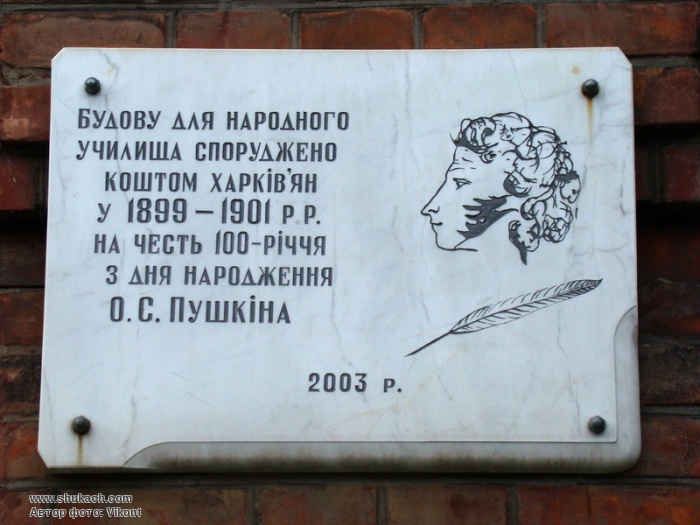 Будову для народного
училища споруджено
коштом харків'ян
у 1899 – 1901 р.р.
на честь 100-річчя
з дня народження
О.С. Пушкіна
2003 р.
www.shukach.com
Автор фото: Vikont